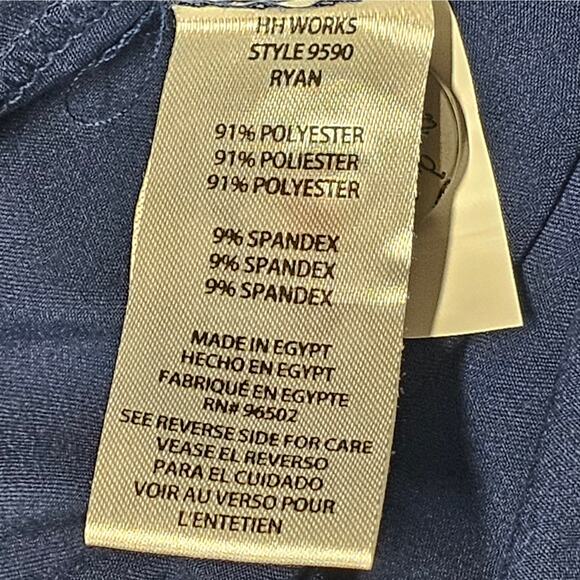 HH WORKS
STYLE 9590
RYAN
91% POLYESTER
91% POLIESTER
91% POLYESTER
9% SPANDEX
9% SPANDEX
9% SPANDEX
MADE IN EGYPT
HECHO EN EGYPT
FABRIQUÉ EN EGYPTE
RN# 96502
SEE REVERSE SIDE FOR CARE
VEASE EL REVERSO
PARA EL CUIDADO
VOIR AU VERSO POUR
L'ENTETIEN